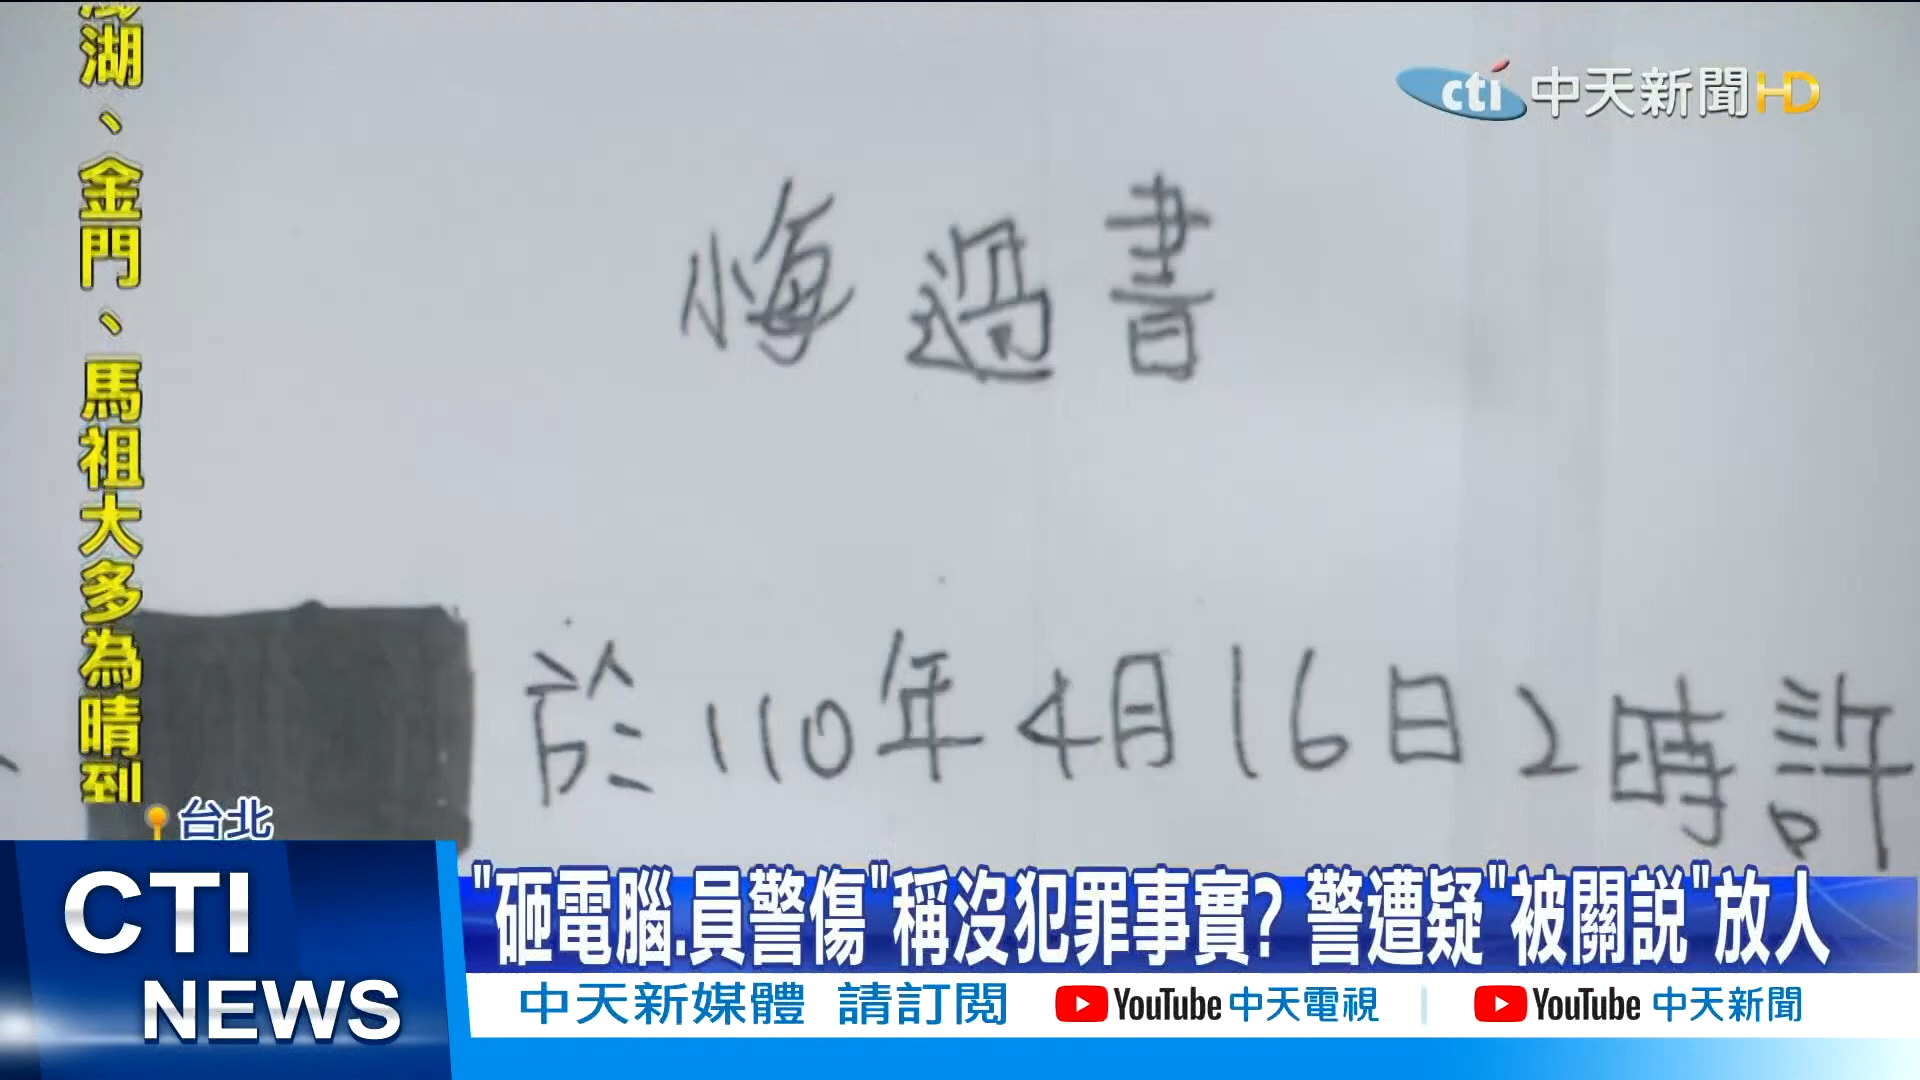 湖、金門、馬祖大多為晴到
cti 中天新聞HD
悔過書
於110年4月16日2時許
台北
CTI NEWS
"砸電腦.員警傷"稱沒犯罪事實? 警遭疑"被關説"放人
中天新媒體 請訂閱 YouTube 中天電視 | YouTube 中天新聞